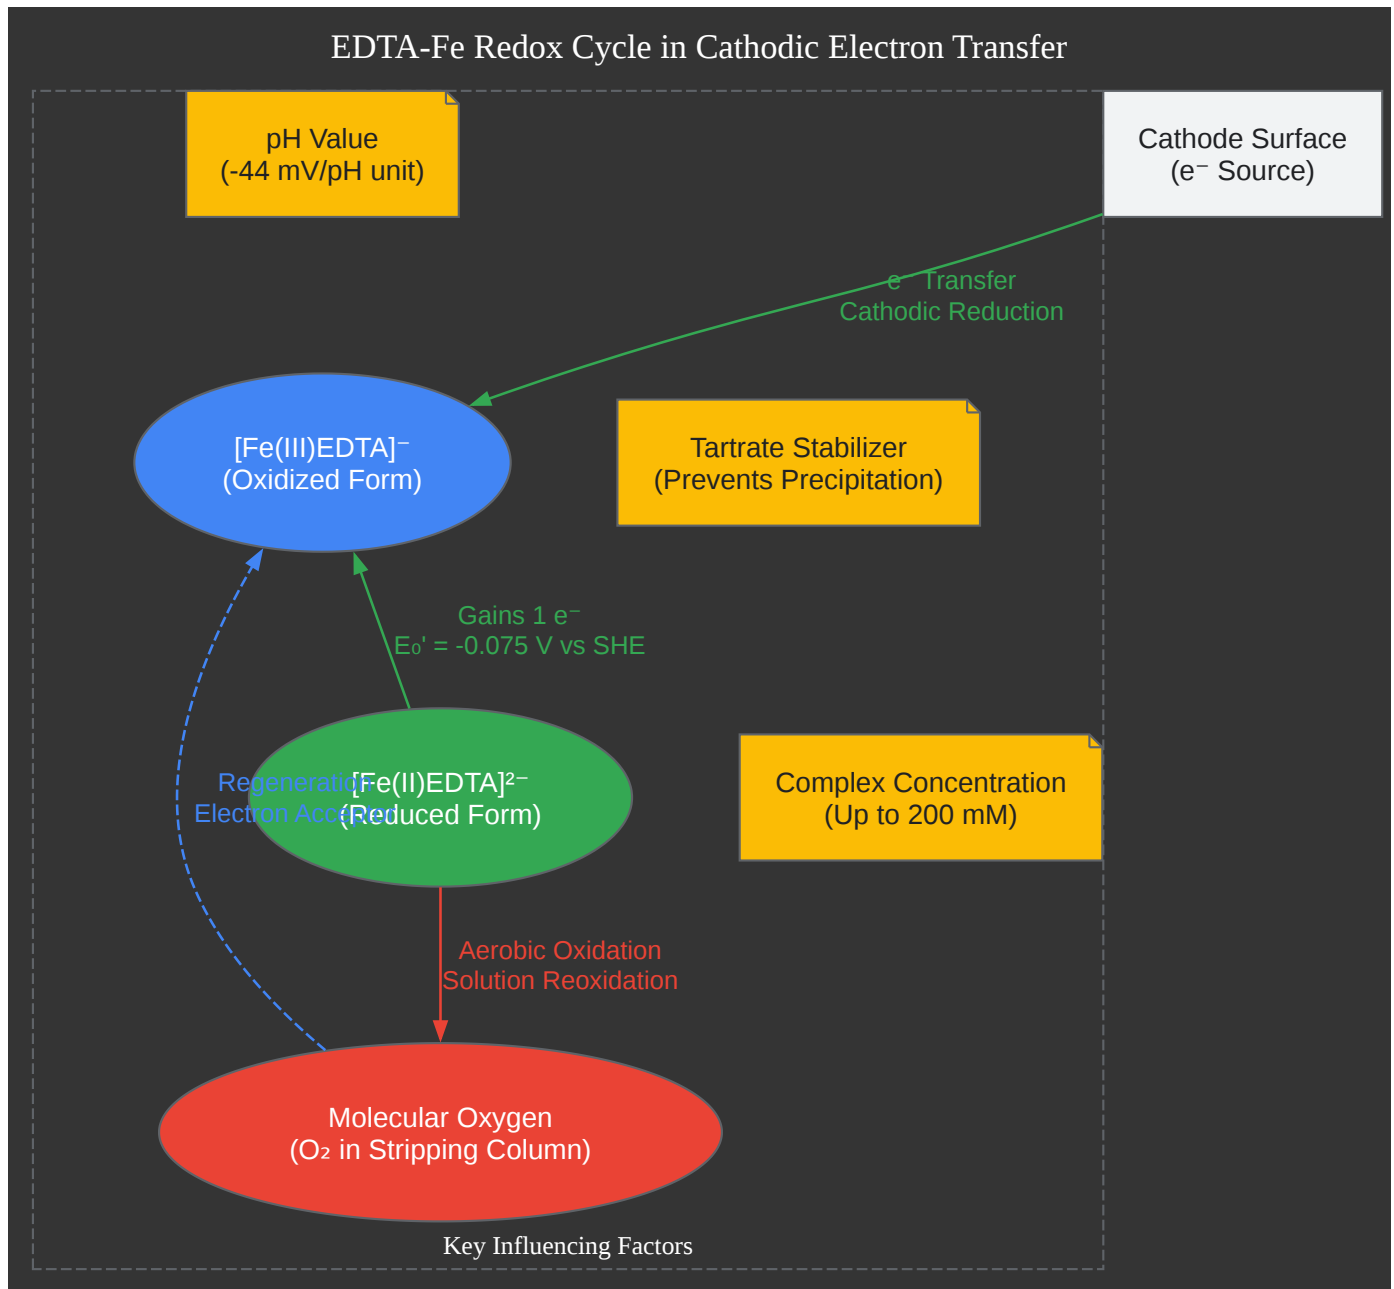 EDTA-Fe Redox Cycle in Cathodic Electron Transfer
pH Value
(-44 mV/pH unit)
Cathode Surface
(e⁻ Source)
e⁻ Transfer
Cathodic Reduction
[Fe(III)EDTA]⁻
(Oxidized Form)
Tartrate Stabilizer
(Prevents Precipitation)
Gains 1 e⁻
E₀' = -0.075 V vs SHE
Regeneration
Electron Acceptor
[Fe(II)EDTA]²⁻
(Reduced Form)
Complex Concentration
(Up to 200 mM)
Aerobic Oxidation
Solution Reoxidation
Molecular Oxygen
(O₂ in Stripping Column)
Key Influencing Factors